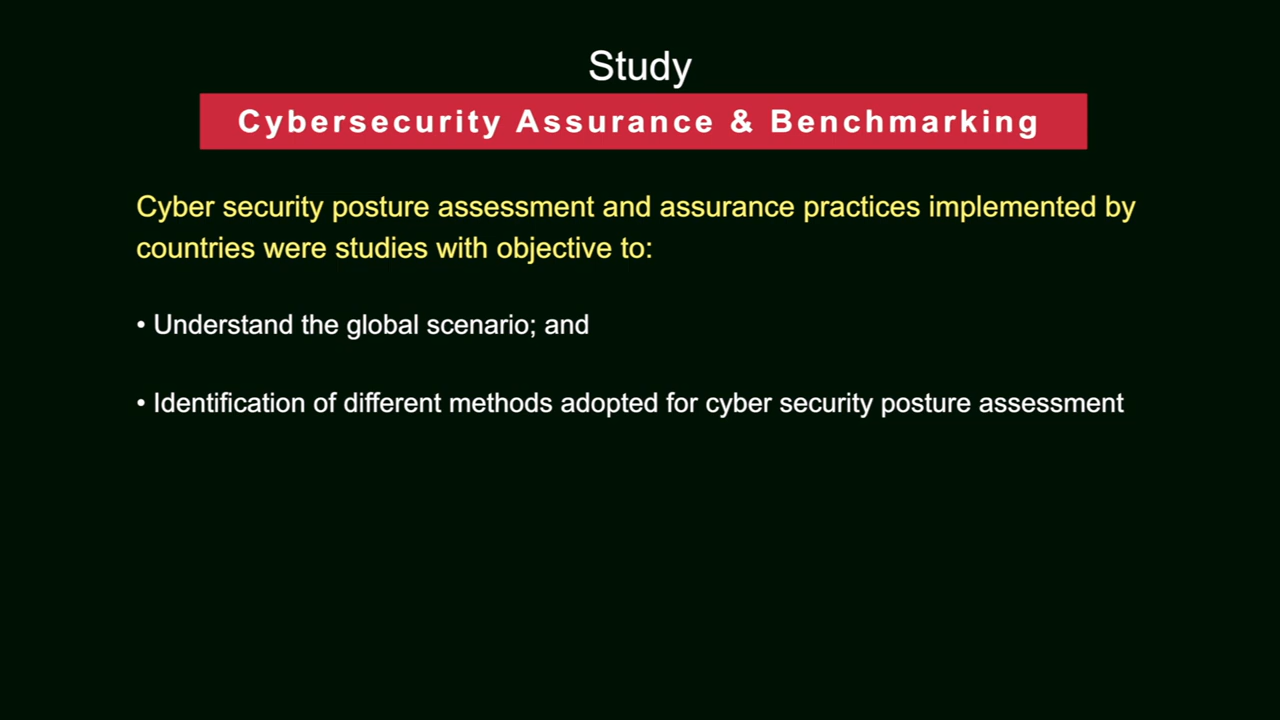 Study
Cybersecurity Assurance & Benchmarking
Cyber security posture assessment and assurance practices implemented by
countries were studies with objective to:
• Understand the global scenario; and
• Identification of different methods adopted for cyber security posture assessment